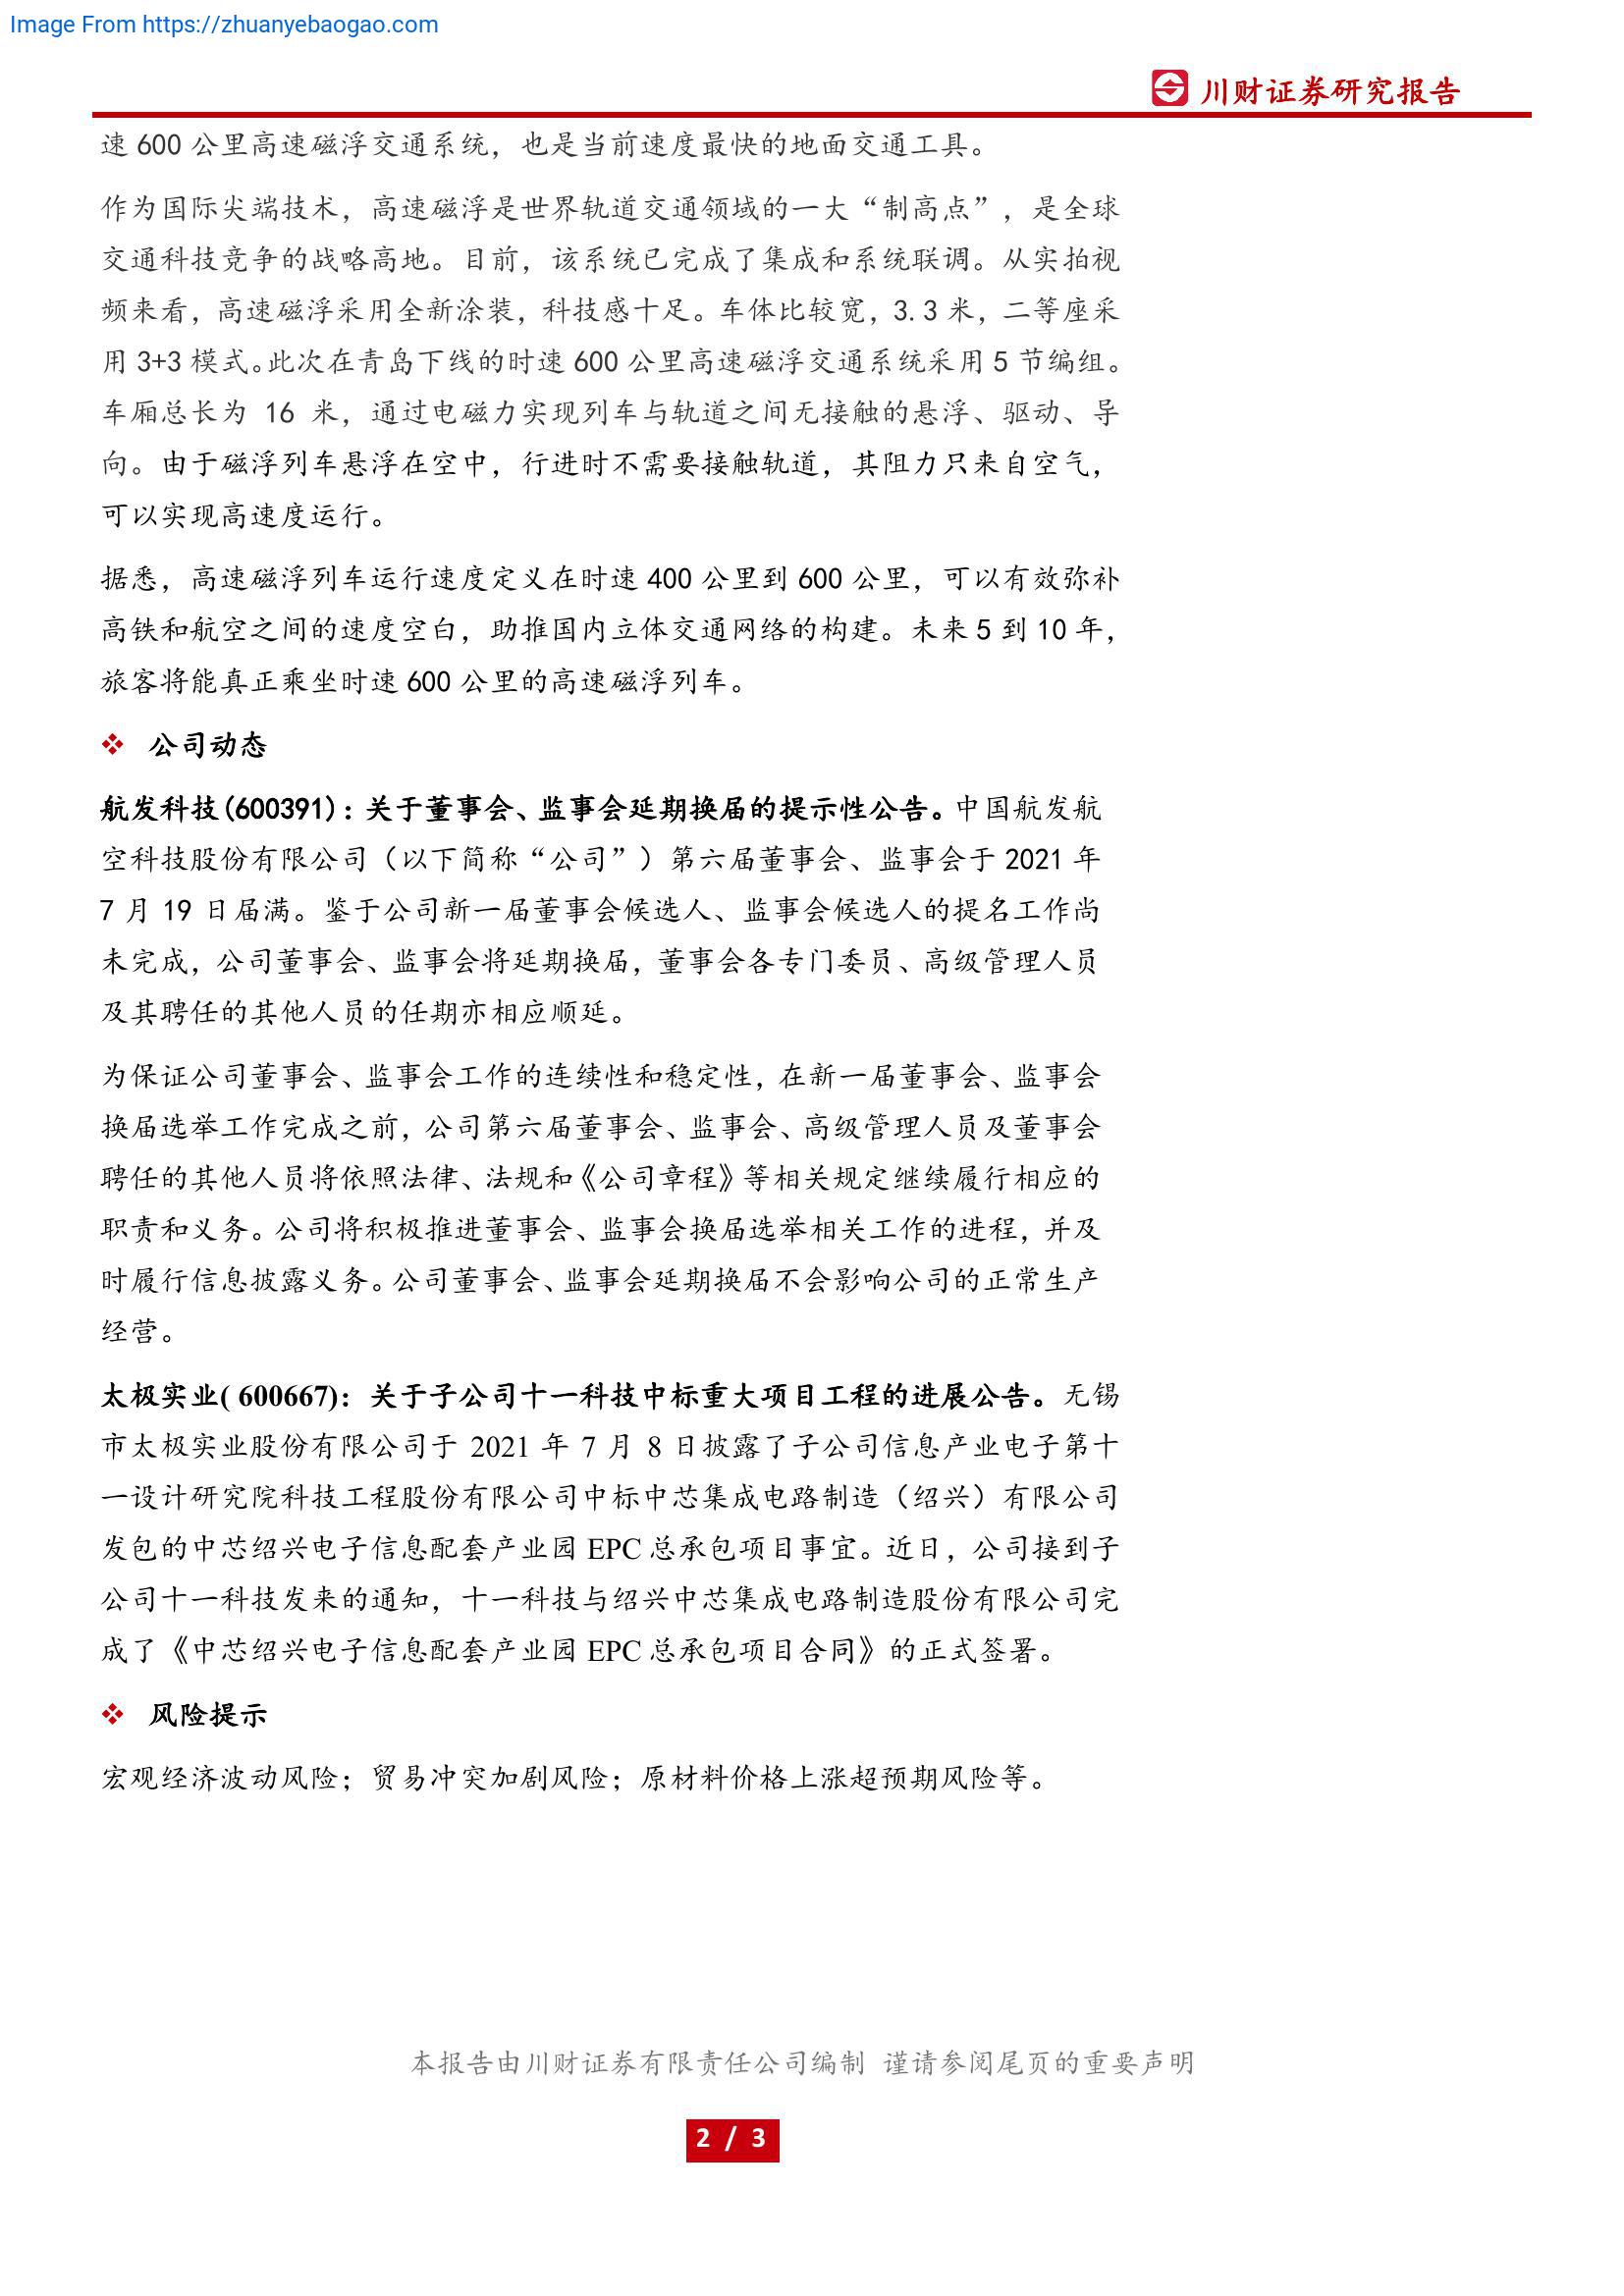 Image From https://zhuanyebaogao.com
川财证券研究报告
速 600 公里高速磁浮交通系统，也是当前速度最快的地面交通工具。
作为国际尖端技术，高速磁浮是世界轨道交通领域的一大“制高点”，是全球
交通科技竞争的战略高地。目前，该系统已完成了集成和系统联调。从实拍视
频来看，高速磁浮采用全新涂装，科技感十足。车体比较宽，3.3 米，二等座采
用 3+3 模式。此次在青岛下线的时速 600 公里高速磁浮交通系统采用 5 节编组。
车厢总长为 16 米，通过电磁力实现列车与轨道之间无接触的悬浮、驱动、导
向。由于磁浮列车悬浮在空中，行进时不需要接触轨道，其阻力只来自空气，
可以实现高速度运行。
据悉，高速磁浮列车运行速度定义在时速 400 公里到 600 公里，可以有效弥补
高铁和航空之间的速度空白，助推国内立体交通网络的构建。未来 5 到 10 年，
旅客将能真正乘坐时速 600 公里的高速磁浮列车。
❖ 公司动态
航发科技(600391)：关于董事会、监事会延期换届的提示性公告。中国航发航
空科技股份有限公司（以下简称“公司”）第六届董事会、监事会于 2021 年
7 月 19 日届满。鉴于公司新一届董事会候选人、监事会候选人的提名工作尚
未完成，公司董事会、监事会将延期换届，董事会各专门委员、高级管理人员
及其聘任的其他人员的任期亦相应顺延。
为保证公司董事会、监事会工作的连续性和稳定性，在新一届董事会、监事会
换届选举工作完成之前，公司第六届董事会、监事会、高级管理人员及董事会
聘任的其他人员将依照法律、法规和《公司章程》等相关规定继续履行相应的
职责和义务。公司将积极推进董事会、监事会换届选举相关工作的进程，并及
时履行信息披露义务。公司董事会、监事会延期换届不会影响公司的正常生产
经营。
太极实业( 600667)：关于子公司十一科技中标重大项目工程的进展公告。无锡
市太极实业股份有限公司于 2021 年 7 月 8 日披露了子公司信息产业电子第十
一设计研究院科技工程股份有限公司中标中芯集成电路制造（绍兴）有限公司
发包的中芯绍兴电子信息配套产业园 EPC 总承包项目事宜。近日，公司接到子
公司十一科技发来的通知，十一科技与绍兴中芯集成电路制造股份有限公司完
成了《中芯绍兴电子信息配套产业园 EPC 总承包项目合同》的正式签署。
❖ 风险提示
宏观经济波动风险；贸易冲突加剧风险；原材料价格上涨超预期风险等。
本报告由川财证券有限责任公司编制 谨请参阅尾页的重要声明
2 / 3